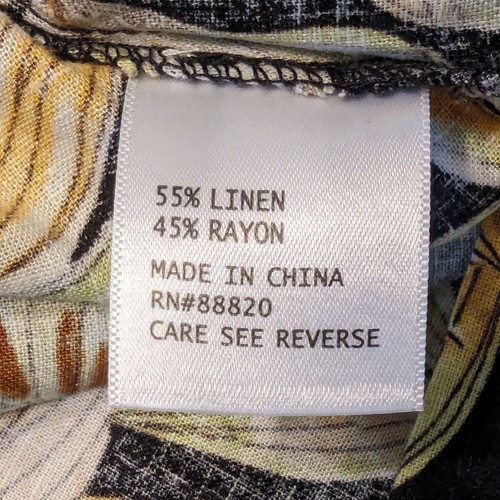 55% LINEN
45% RAYON
MADE IN CHINA
RN#88820
CARE SEE REVERSE